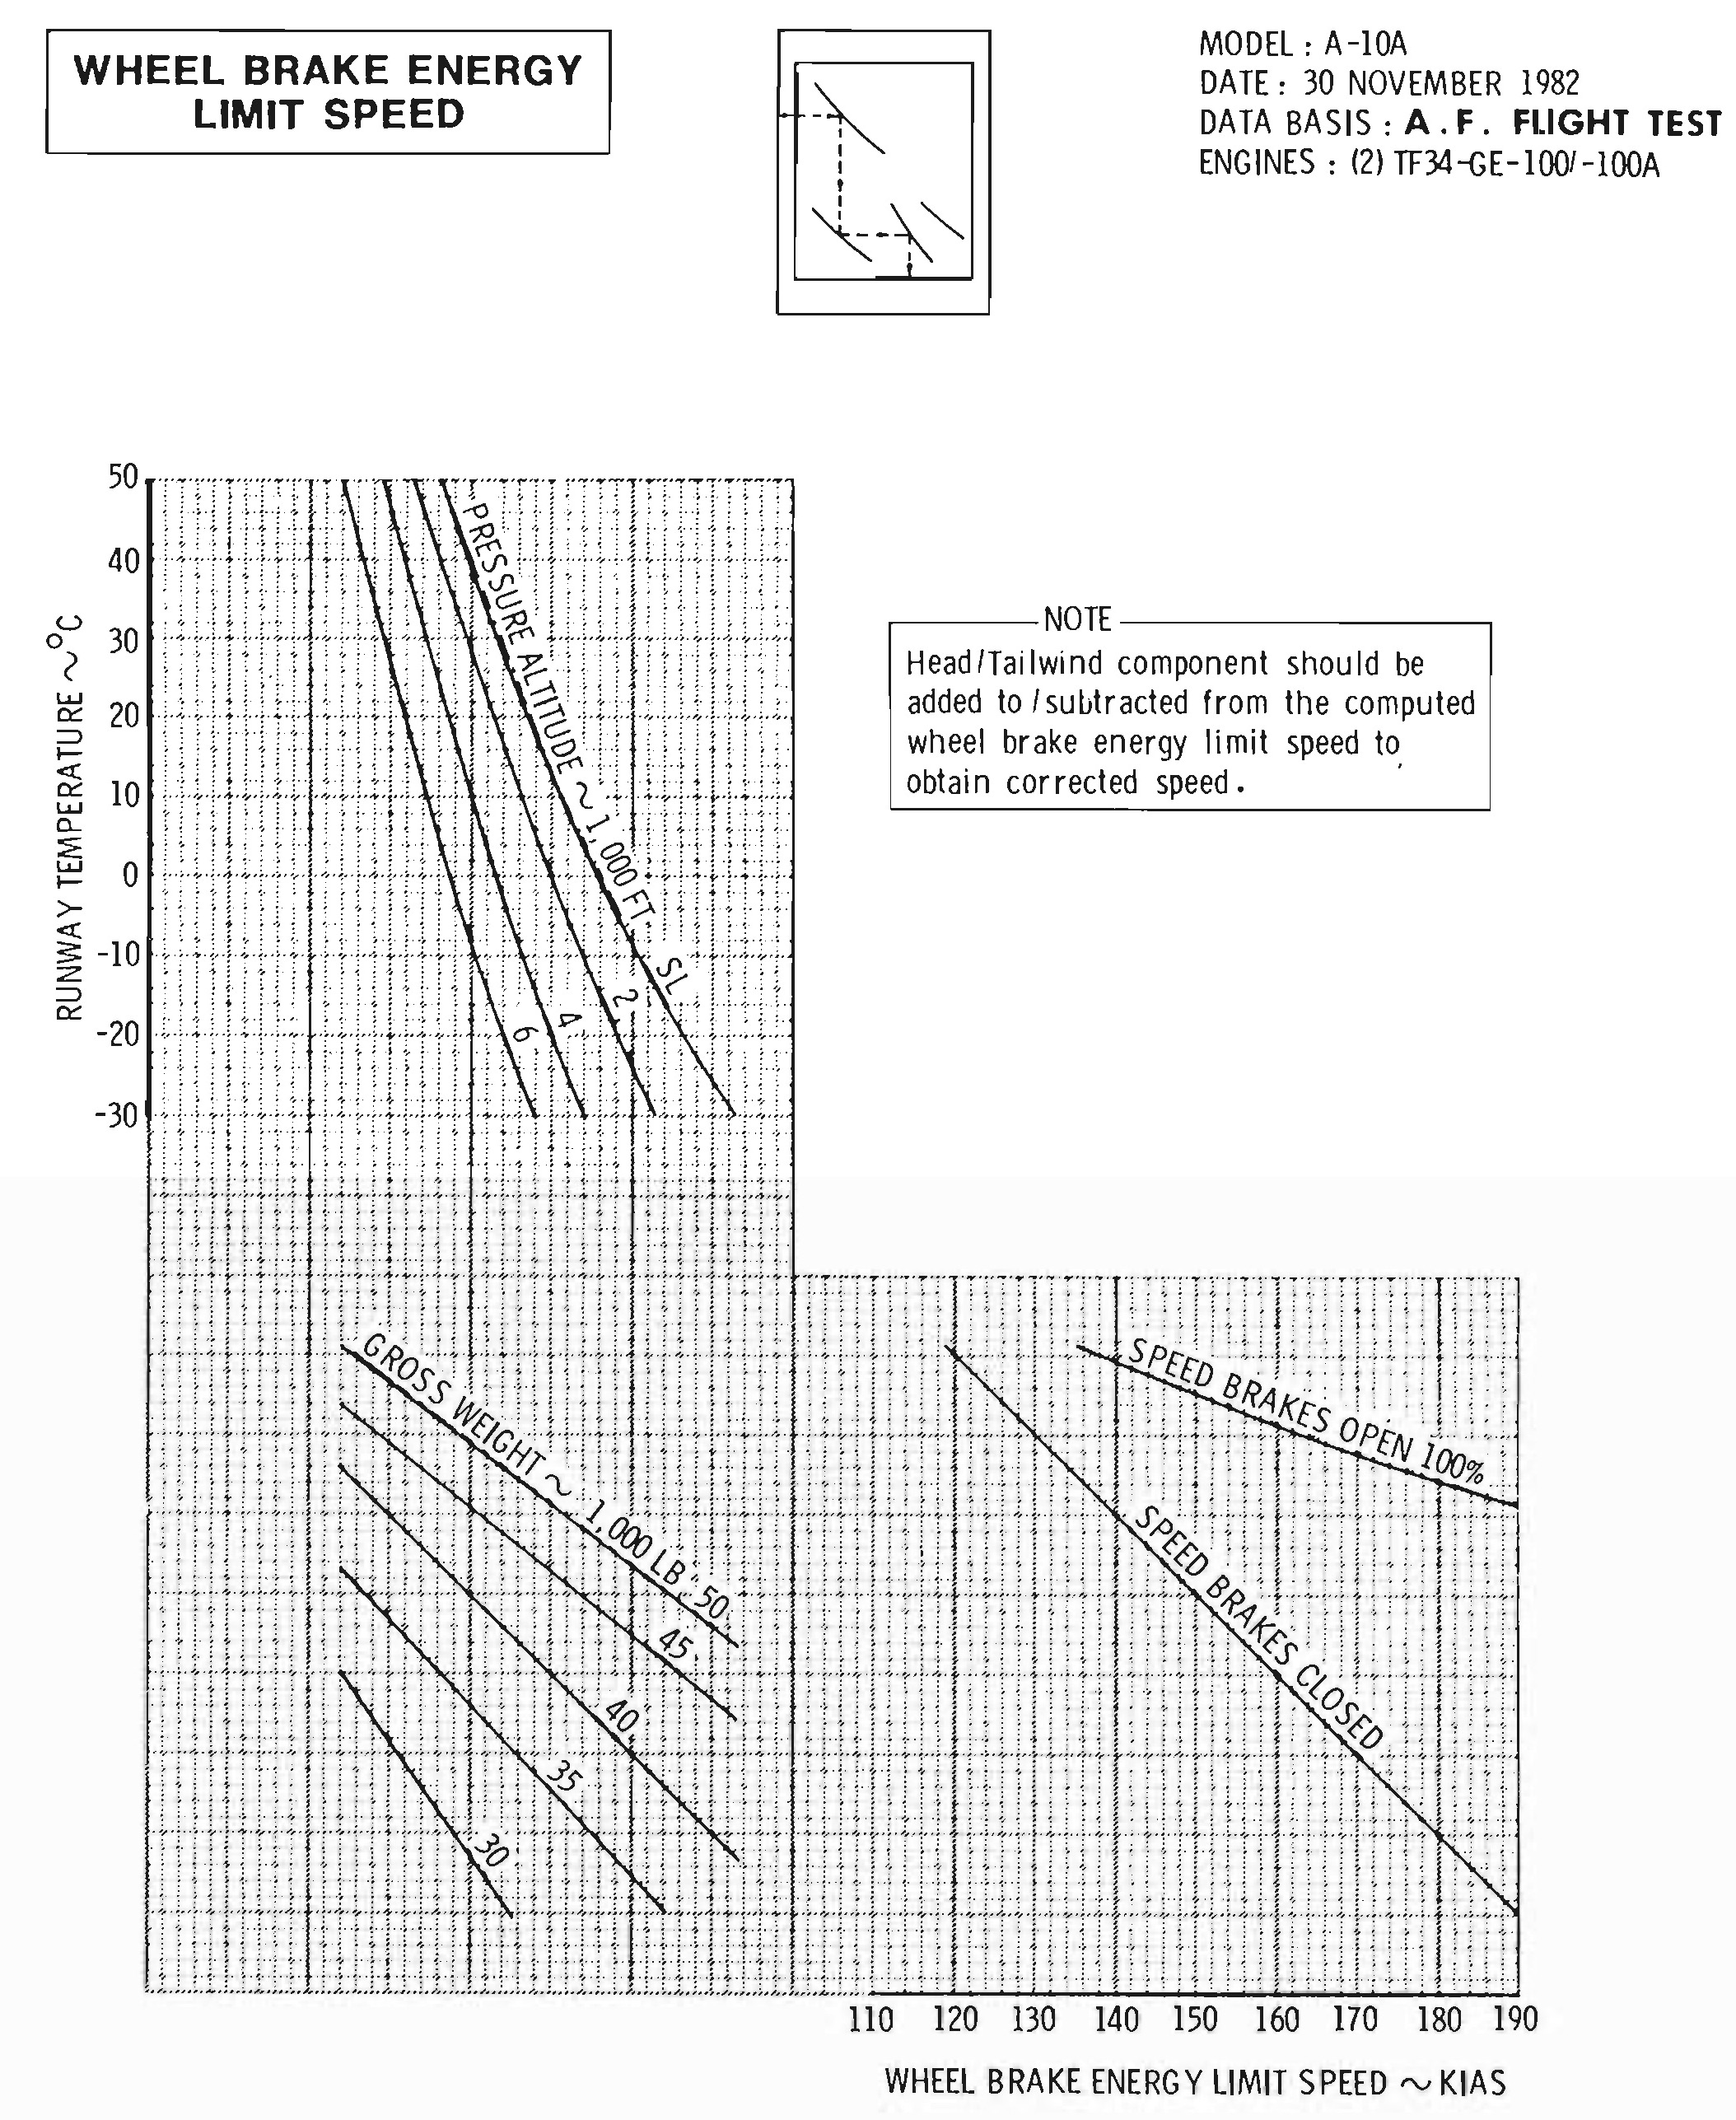 WHEEL BRAKE ENERGY
LIMIT SPEED
MODEL : A-10A
DATE : 30 NOVEMBER 1982
DATA BASIS : A.F. FLIGHT TEST
ENGINES : (2) TF34-GE-100/-100A
50
40
30
20
10
0
-10
-20
-30
RUNWAY TEMPERATURE ~ °C
PRESSURE ALTITUDE ~ 1,000 FT.
SL
2
4
6
NOTE
Head/Tailwind component should be
added to /subtracted from the computed
wheel brake energy limit speed to
obtain corrected speed.
GROSS WEIGHT ~ 1,000 LB.
50
45
40
35
30
SPEED BRAKES OPEN 100%
SPEED BRAKES CLOSED
110 120 130 140 150 160 170 180 190
WHEEL BRAKE ENERGY LIMIT SPEED ~ KIAS